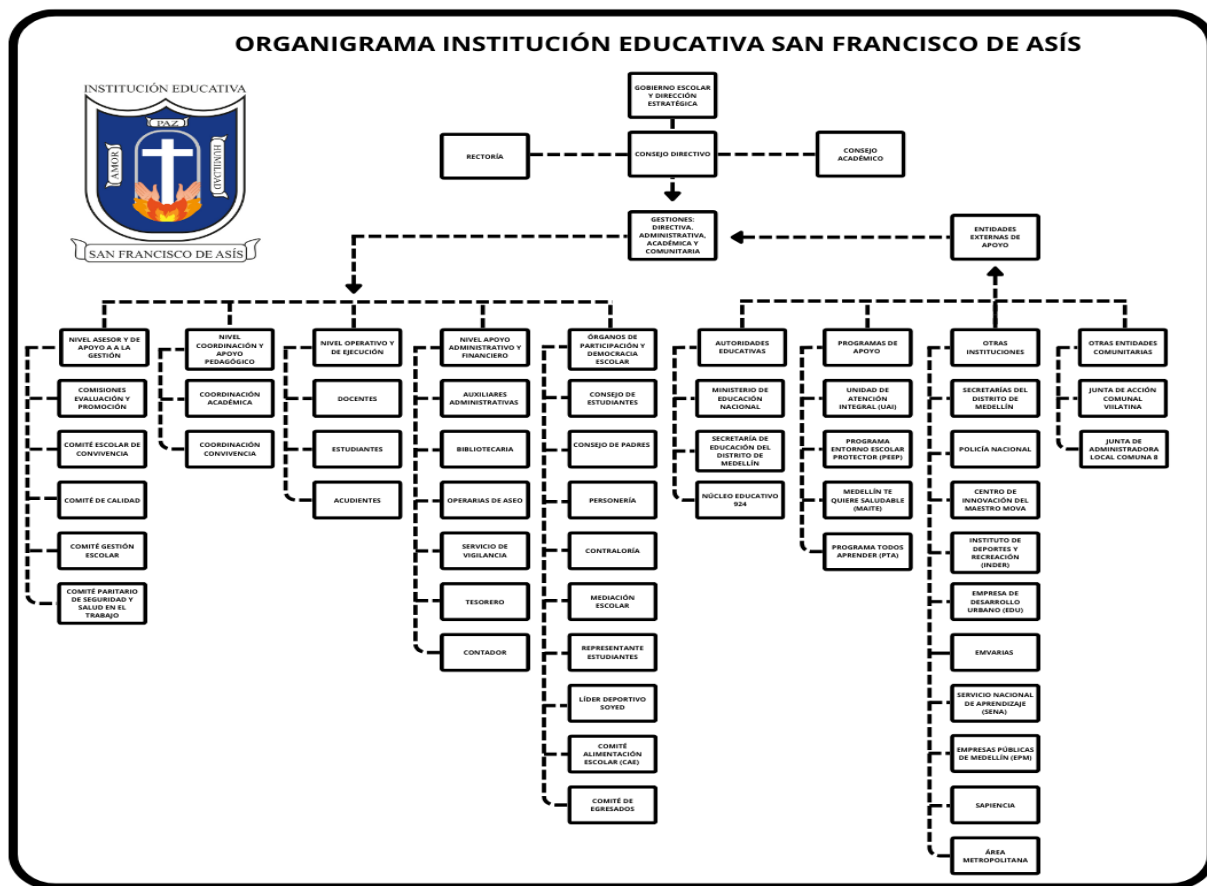 ORGANIGRAMA INSTITUCIÓN EDUCATIVA SAN FRANCISCO DE ASÍS
INSTITUCIÓN EDUCATIVA
PAZ
AMOR
HUMILDAD
SAN FRANCISCO DE ASÍS
GOBIERNO ESCOLAR
Y DIRECCIÓN
ESTRATÉGICA
RECTORÍA
CONSEJO DIRECTIVO
CONSEJO
ACADÉMICO
GESTIONES:
DIRECTIVA,
ADMINISTRATIVA,
ACADÉMICA Y
COMUNITARIA
ENTIDADES
EXTERNAS DE
APOYO
NIVEL ASESOR Y DE
APOYO A A LA
GESTIÓN
COMISIONES
EVALUACIÓN Y
PROMOCIÓN
COMITÉ ESCOLAR DE
CONVIVENCIA
COMITÉ DE CALIDAD
COMITÉ GESTIÓN
ESCOLAR
COMITÉ PARITARIO
DE SEGURIDAD Y
SALUD EN EL
TRABAJO
NIVEL
COORDINACIÓN Y
APOYO
PEDAGÓGICO
COORDINACIÓN
ACADÉMICA
COORDINACIÓN
CONVIVENCIA
NIVEL OPERATIVO Y
DE EJECUCIÓN
DOCENTES
ESTUDIANTES
ACUDIENTES
NIVEL APOYO
ADMINISTRATIVO Y
FINANCIERO
AUXILIARES
ADMINISTRATIVAS
BIBLIOTECARIA
OPERARIAS DE ASEO
SERVICIO DE
VIGILANCIA
TESORERO
CONTADOR
ÓRGANOS DE
PARTICIPACIÓN Y
DEMOCRACIA
ESCOLAR
CONSEJO DE
ESTUDIANTES
CONSEJO DE PADRES
PERSONERÍA
CONTRALORÍA
MEDIACIÓN
ESCOLAR
REPRESENTANTE
ESTUDIANTES
LÍDER DEPORTIVO
SOYED
COMITÉ
ALIMENTACIÓN
ESCOLAR (CAE)
COMITÉ DE
EGRESADOS
AUTORIDADES
EDUCATIVAS
MINISTERIO DE
EDUCACIÓN
NACIONAL
SECRETARÍA DE
EDUCACIÓN DEL
DISTRITO DE
MEDELLÍN
NÚCLEO EDUCATIVO
924
PROGRAMAS DE
APOYO
UNIDAD DE
ATENCIÓN
INTEGRAL (UAI)
PROGRAMA
ENTORNO ESCOLAR
PROTECTOR (PEEP)
MEDELLÍN TE
QUIERE SALUDABLE
(MAITE)
PROGRAMA TODOS
APRENDER (PTA)
OTRAS
INSTITUCIONES
SECRETARÍAS DEL
DISTRITO DE
MEDELLÍN
POLICÍA NACIONAL
CENTRO DE
INNOVACIÓN DEL
MAESTRO MOVA
INSTITUTO DE
DEPORTES Y
RECREACIÓN
(INDER)
EMPRESA DE
DESARROLLO
URBANO (EDU)
EMVARIAS
SERVICIO NACIONAL
DE APRENDIZAJE
(SENA)
EMPRESAS PÚBLICAS
DE MEDELLÍN (EPM)
SAPIENCIA
ÁREA
METROPOLITANA
OTRAS ENTIDADES
COMUNITARIAS
JUNTA DE ACCIÓN
COMUNAL
VIILATINA
JUNTA DE
ADMINISTRADORA
LOCAL COMUNA 8